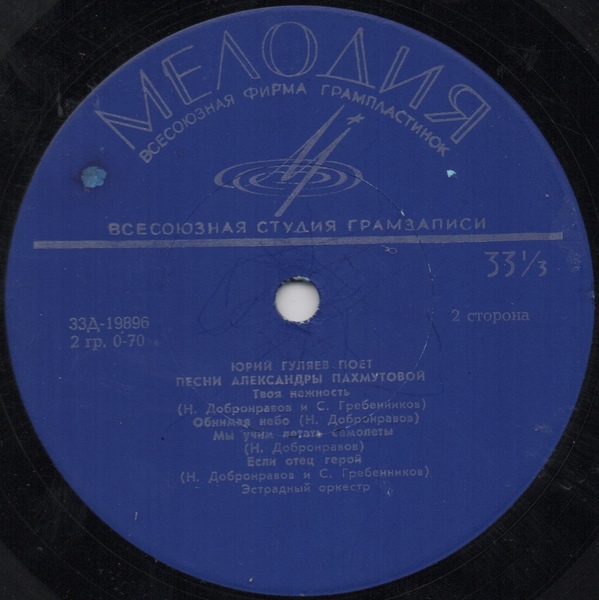 МЕЛОДИЯ
ВСЕСОЮЗНАЯ ФИРМА ГРАМПЛАСТИНОК
ВСЕСОЮЗНАЯ СТУДИЯ ГРАМЗАПИСИ
33 1/3
33Д-19896
2 сторона
2 гр. 0-70
ЮРИЙ ГУЛЯЕВ ПОЕТ
ПЕСНИ АЛЕКСАНДРЫ ПАХМУТОВОЙ
Твоя нежность
(Н. Добронравов и С. Гребенников)
Обнимая небо (Н. Добронравов)
Мы учим летать самолеты
(Н. Добронравов)
Если отец герой
(Н. Добронравов и С. Гребенников)
Эстрадный оркестр